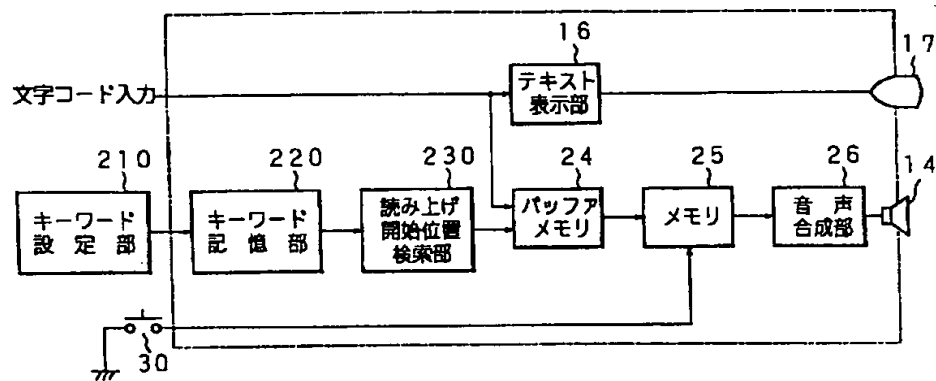 16
17
文字コード入力
テキスト
表示部
210
220
230
24
25
26
14
キーワード
設定部
キーワード
記憶部
読み上げ
開始位置
検索部
バッファ
メモリ
メモリ
音声
合成部
30